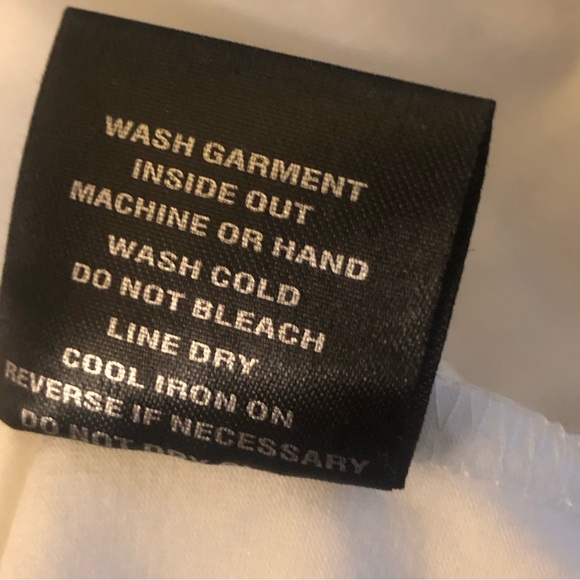 WASH GARMENT
INSIDE OUT
MACHINE OR HAND
WASH COLD
DO NOT BLEACH
LINE DRY
COOL IRON ON
REVERSE IF NECESSARY
DO NOT DRY